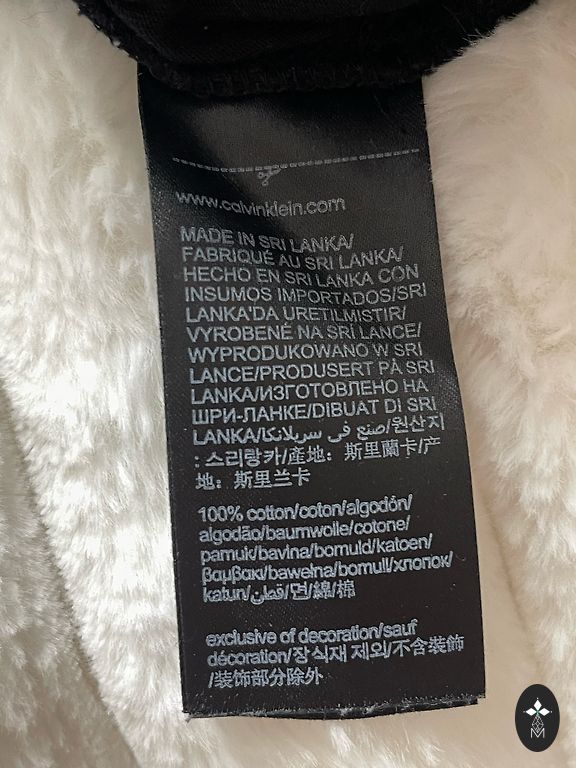 www.calvinklein.com
MADE IN SRI LANKA/
FABRIQUÉ AU SRI LANKA/
HECHO EN SRI LANKA CON
INSUMOS IMPORTADOS/SRI
LANKA'DA ÜRETILMISTIR/
VYROBENÉ NA SRÍ LANCE/
WYPRODUKOWANO W SRI
LANCE/PRODUSERT PÅ SRI
LANKA/ИЗГОТОВЛЕНО НА
ШРИ-ЛАНКЕ/DIBUAT DI SRI
LANKA/صنع في سريلانكا/원산지
: 스리랑카/產地: 斯里蘭卡/产
地: 斯里兰卡
100% cotton/coton/algodón/
algodão/baumwolle/cotone/
pamuk/bavlna/bomuld/katoen/
βαμβακι/bawełna/bomull/хлопок/
katun/قطن/면/綿/棉
exclusive of decoration/sauf
décoration/장식재 제외/不含裝飾
/装饰部分除外
M